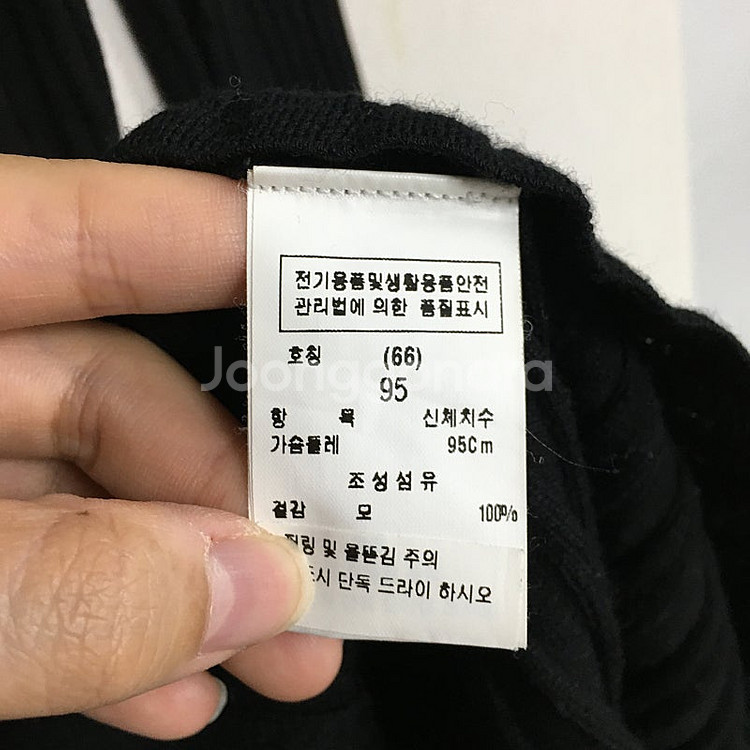 전기용품및생활용품안전
관리법에 의한 품질표시
호칭 (66)
95
항 목 신체치수
가슴둘레 95Cm
조성섬유
겉감 모 100%
및 올뜯김 주의
단독 드라이 하시오
Joongonara